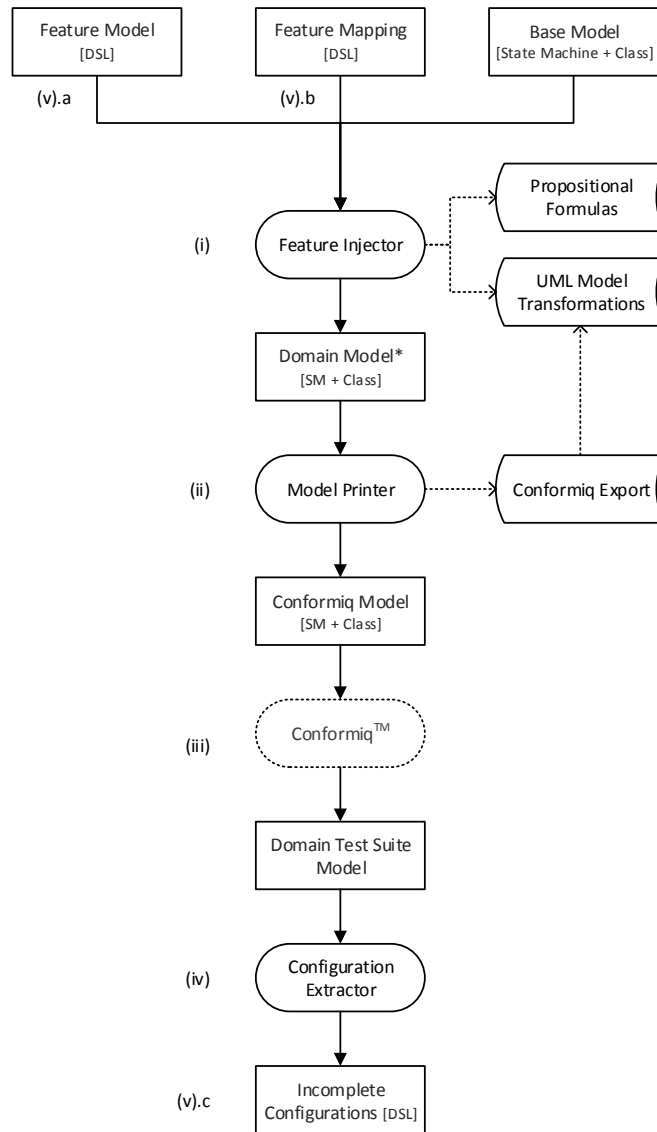 Feature Model
[DSL]
Feature Mapping
[DSL]
Base Model
[State Machine + Class]
(v).a
(v).b
Propositional
Formulas
(i)
Feature Injector
UML Model
Transformations
Domain Model*
[SM + Class]
(ii)
Model Printer
Conformiq Export
Conformiq Model
[SM + Class]
(iii)
Conformiq™
Domain Test Suite
Model
(iv)
Configuration
Extractor
(v).c
Incomplete
Configurations [DSL]